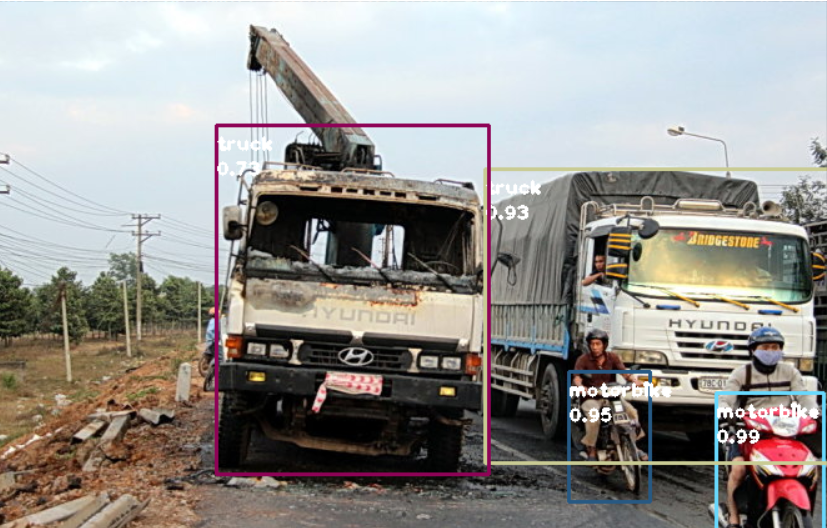 truck
0.73
truck
0.93
BRIDGESTONE
HYUNDAI
HYUNDAI
motorbike
0.95
motorbike
0.99